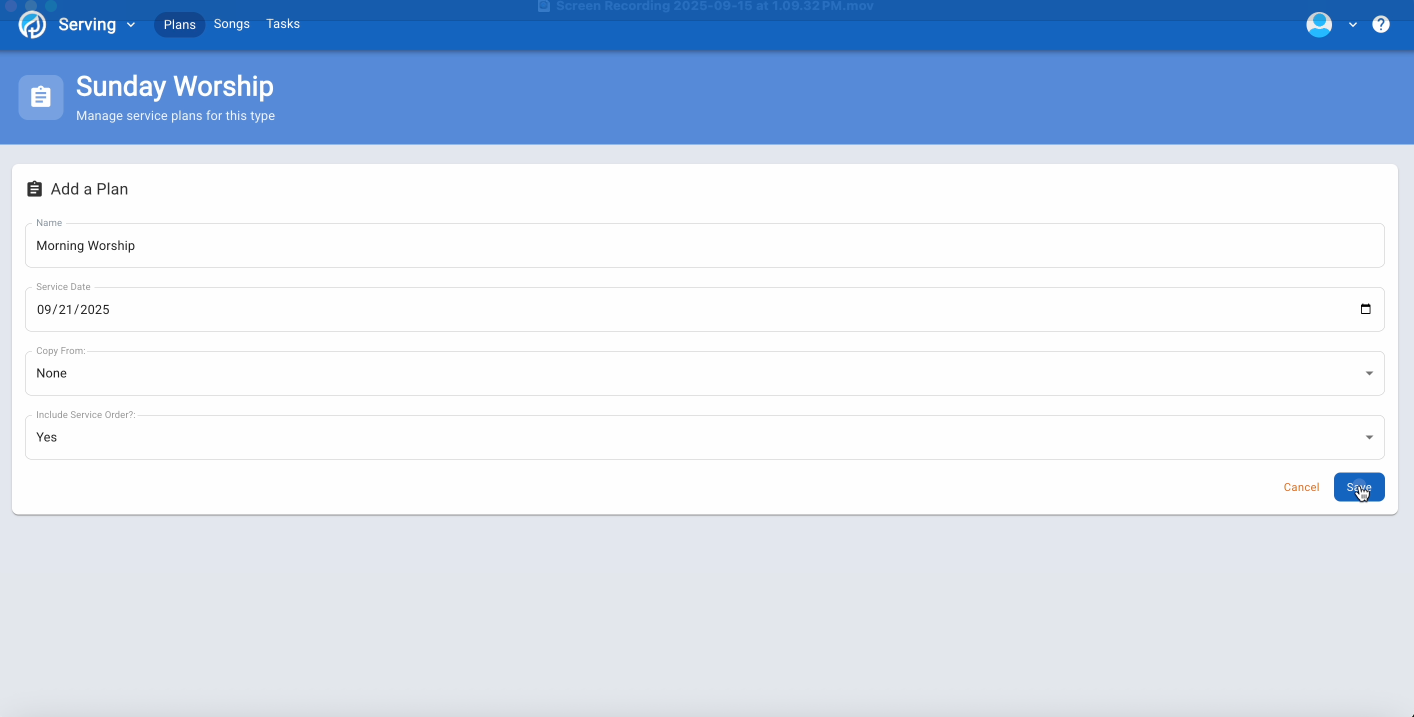 Screen Recording 2025-09-15 at 1.09.32 PM.mov
Serving Plans Songs Tasks ?
Sunday Worship
Manage service plans for this type
Add a Plan
Name
Morning Worship
Service Date
09/21/2025
Copy From:
None
Include Service Order?:
Yes
Cancel Save